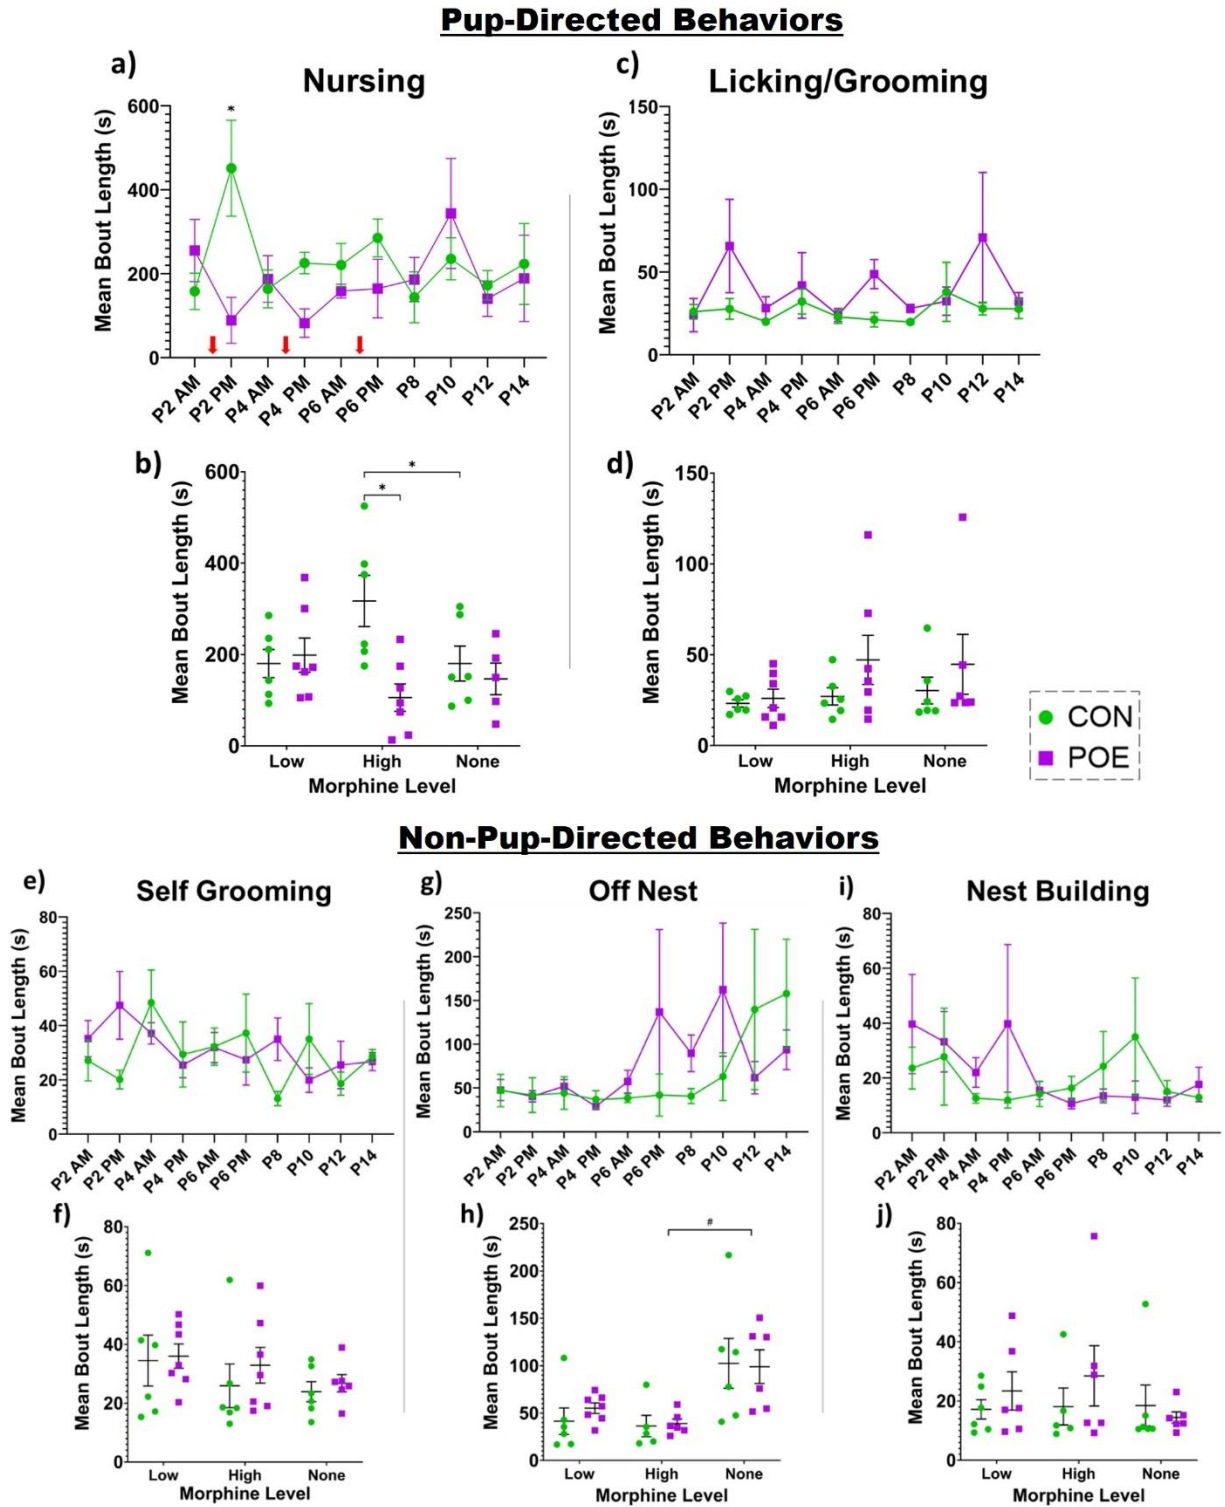 Pup-Directed Behaviors
a)
Nursing
Mean Bout Length (s)
600
400
200
0
*
P2 AM
P2 PM
P4 AM
P4 PM
P6 AM
P6 PM
P8
P10
P12
P14
c)
Licking/Grooming
Mean Bout Length (s)
150
100
50
0
P2 AM
P2 PM
P4 AM
P4 PM
P6 AM
P6 PM
P8
P10
P12
P14
b)
Mean Bout Length (s)
600
400
200
0
*
*
Low
High
None
Morphine Level
d)
Mean Bout Length (s)
150
100
50
0
Low
High
None
Morphine Level
CON
POE
Non-Pup-Directed Behaviors
e)
Self Grooming
Mean Bout Length (s)
80
60
40
20
0
P2 AM
P2 PM
P4 AM
P4 PM
P6 AM
P6 PM
P8
P10
P12
P14
g)
Off Nest
Mean Bout Length (s)
250
200
150
100
50
0
P2 AM
P2 PM
P4 AM
P4 PM
P6 AM
P6 PM
P8
P10
P12
P14
i)
Nest Building
Mean Bout Length (s)
80
60
40
20
0
P2 AM
P2 PM
P4 AM
P4 PM
P6 AM
P6 PM
P8
P10
P12
P14
f)
Mean Bout Length (s)
80
60
40
20
0
Low
High
None
Morphine Level
h)
Mean Bout Length (s)
250
200
150
100
50
0
#
Low
High
None
Morphine Level
j)
Mean Bout Length (s)
80
60
40
20
0
Low
High
None
Morphine Level